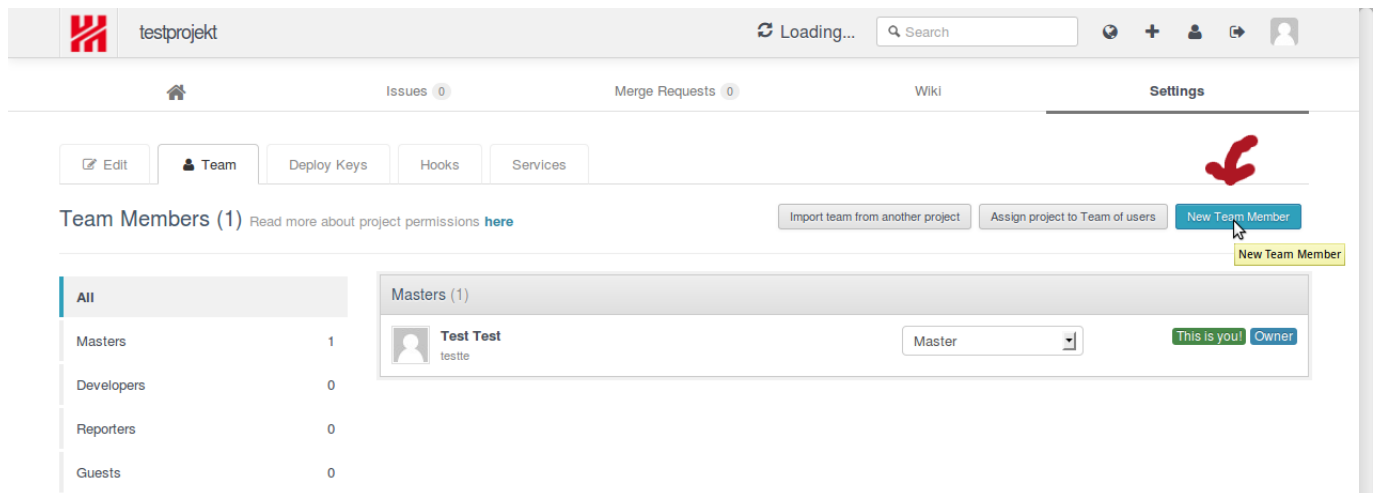 testprojekt Loading... Search
Issues 0 Merge Requests 0 Wiki Settings
Edit Team Deploy Keys Hooks Services
Team Members (1) Read more about project permissions here Import team from another project Assign project to Team of users New Team Member
New Team Member
All
Masters 1
Developers 0
Reporters 0
Guests 0
Masters (1)
Test Test
testte
Master This is you! Owner